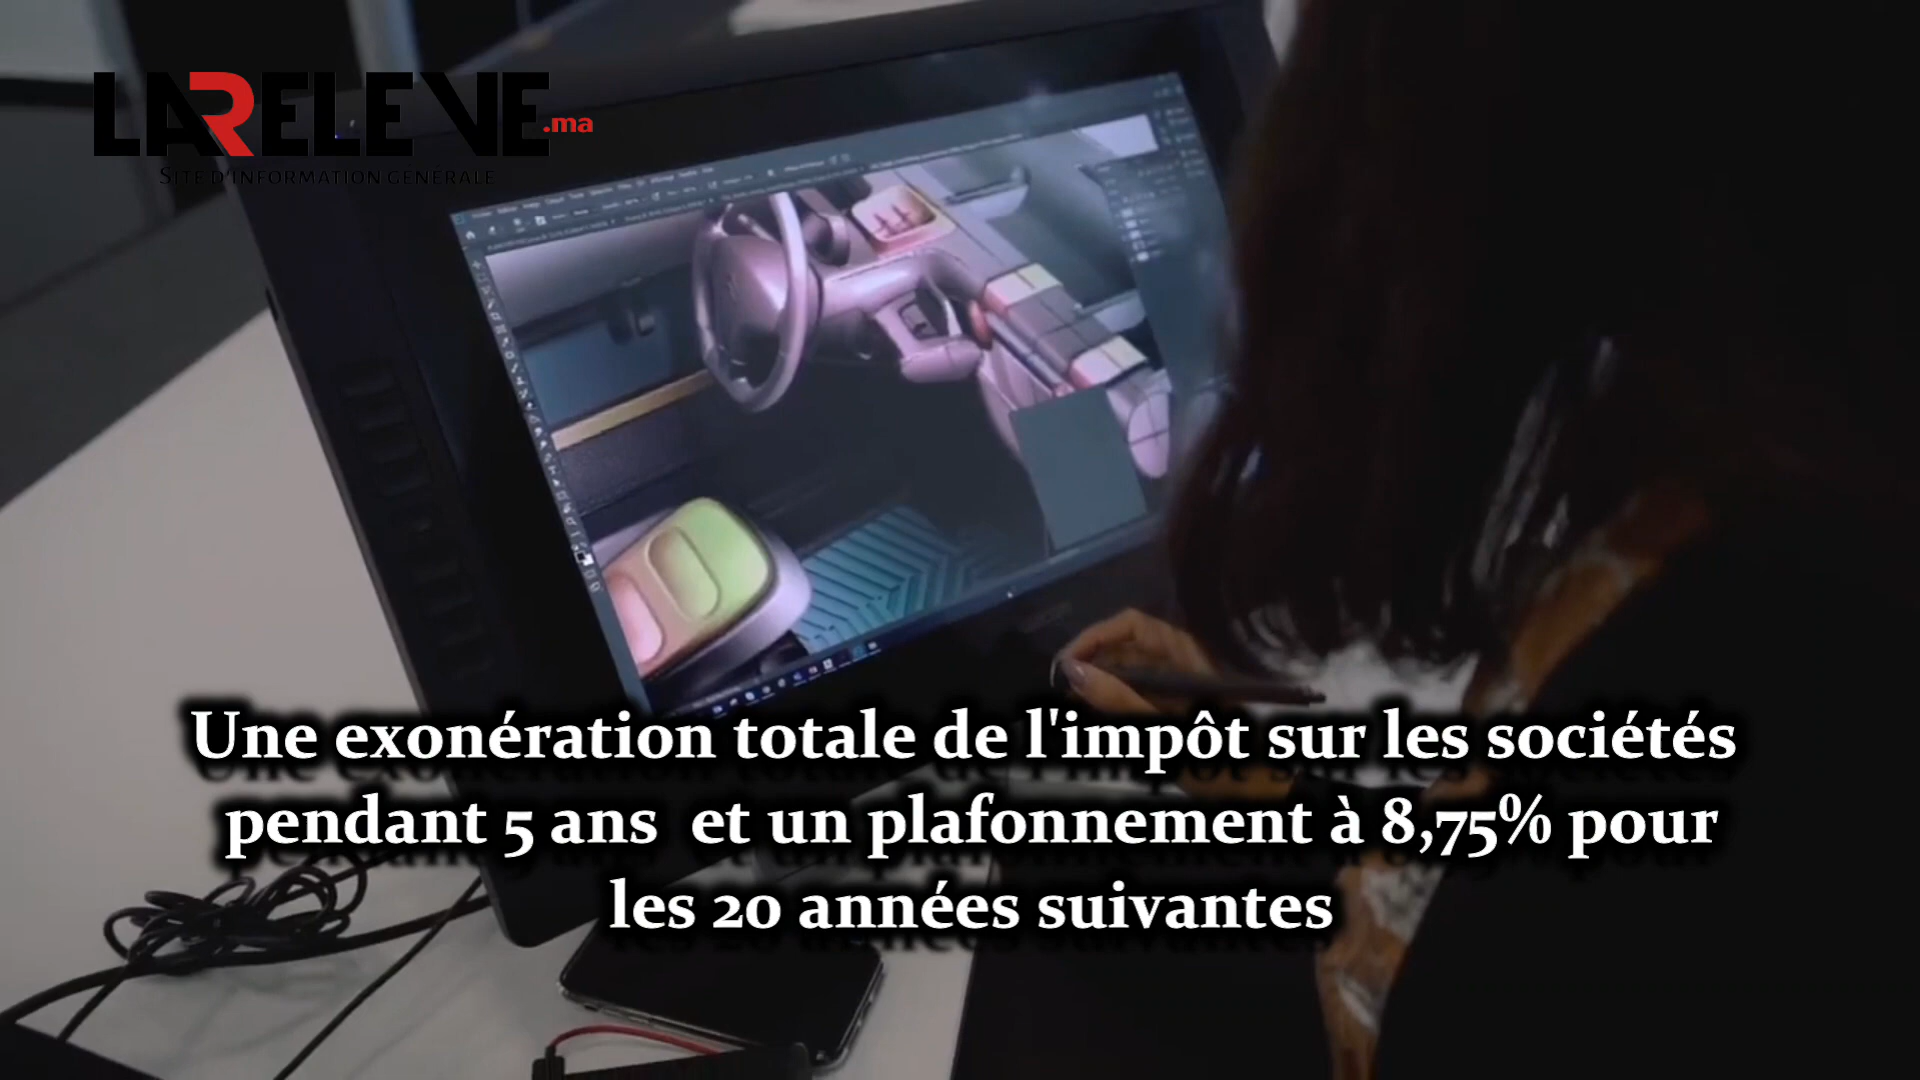 LARELEVE.ma
SITE D'INFORMATION GÉNÉRALE
Une exonération totale de l'impôt sur les sociétés
pendant 5 ans et un plafonnement à 8,75% pour
les 20 années suivantes